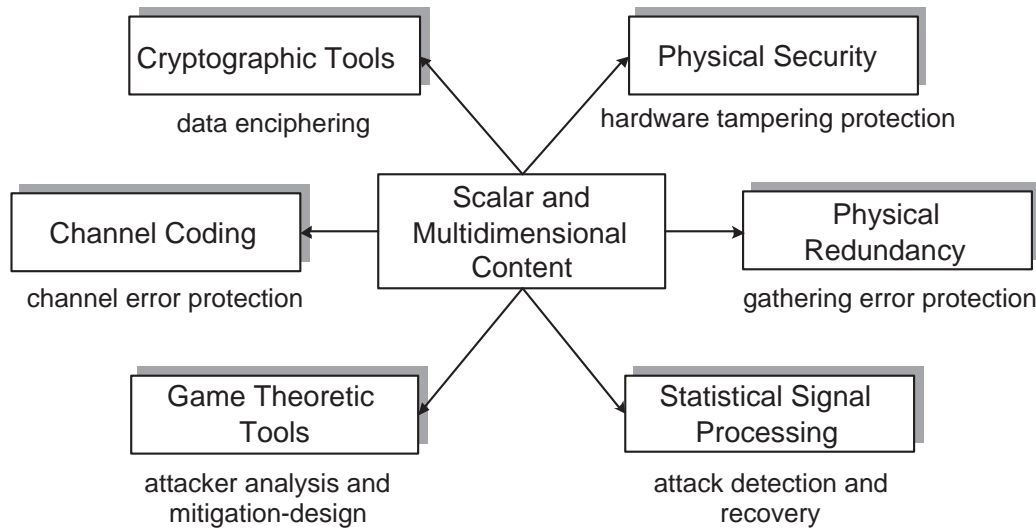 Cryptographic Tools
data enciphering
Physical Security
hardware tampering protection
Channel Coding
channel error protection
Scalar and
Multidimensional
Content
Physical
Redundancy
gathering error protection
Game Theoretic
Tools
attacker analysis and
mitigation-design
Statistical Signal
Processing
attack detection and
recovery